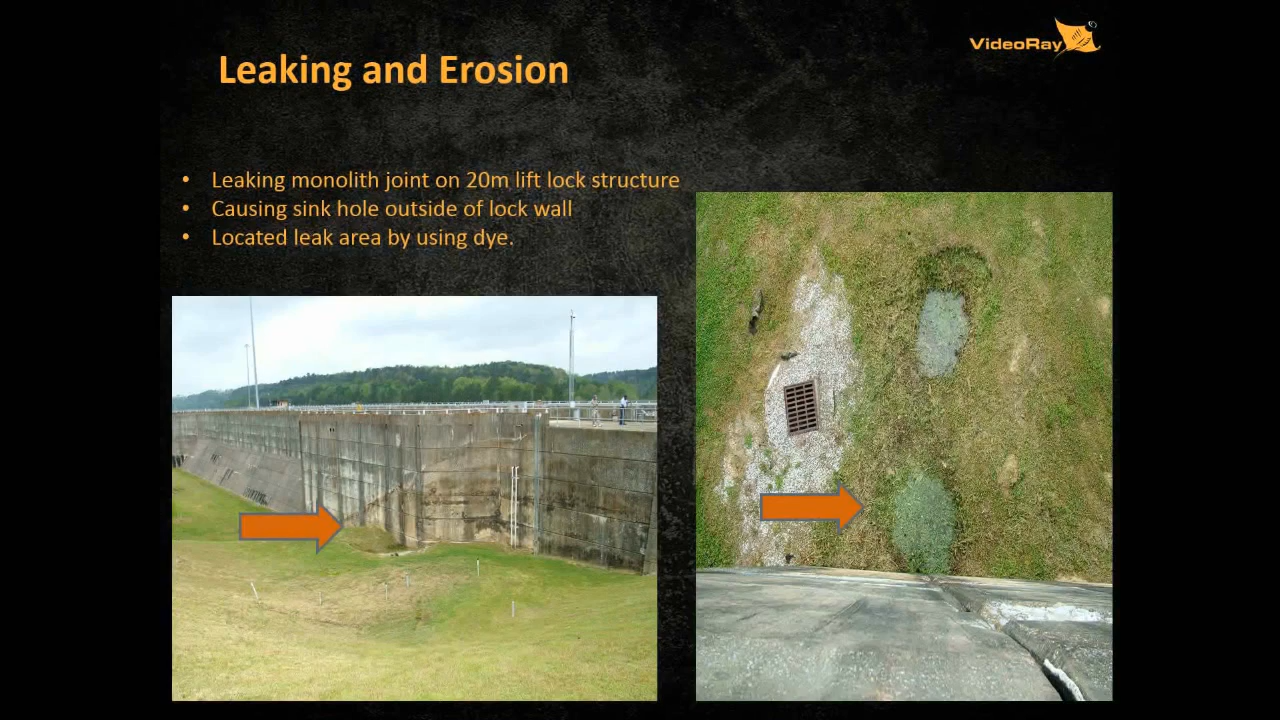 VideoRay
Leaking and Erosion
• Leaking monolith joint on 20m lift lock structure
• Causing sink hole outside of lock wall
• Located leak area by using dye.